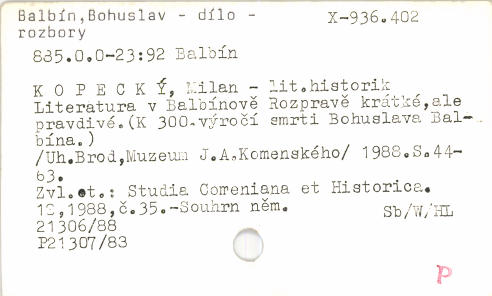 Balbín,Bohuslav - dílo - X-936.402
rozbory
885.0.0-23:92 Balbín
K O P E C K Ý, Milan - lit.historik
Literatura v Balbínově Rozpravě krátké,ale
pravdivé.(K 300.výročí smrti Bohuslava Bal-
bína.)
/Uh.Brod,Muzeum J.A.Komenského/ 1988.S.44-
63.
Zvl.ot.: Studia Comeniana et Historica.
18,1988,č.35.-Souhrn něm. Sb/W/HL
21306/88
P21307/83
P